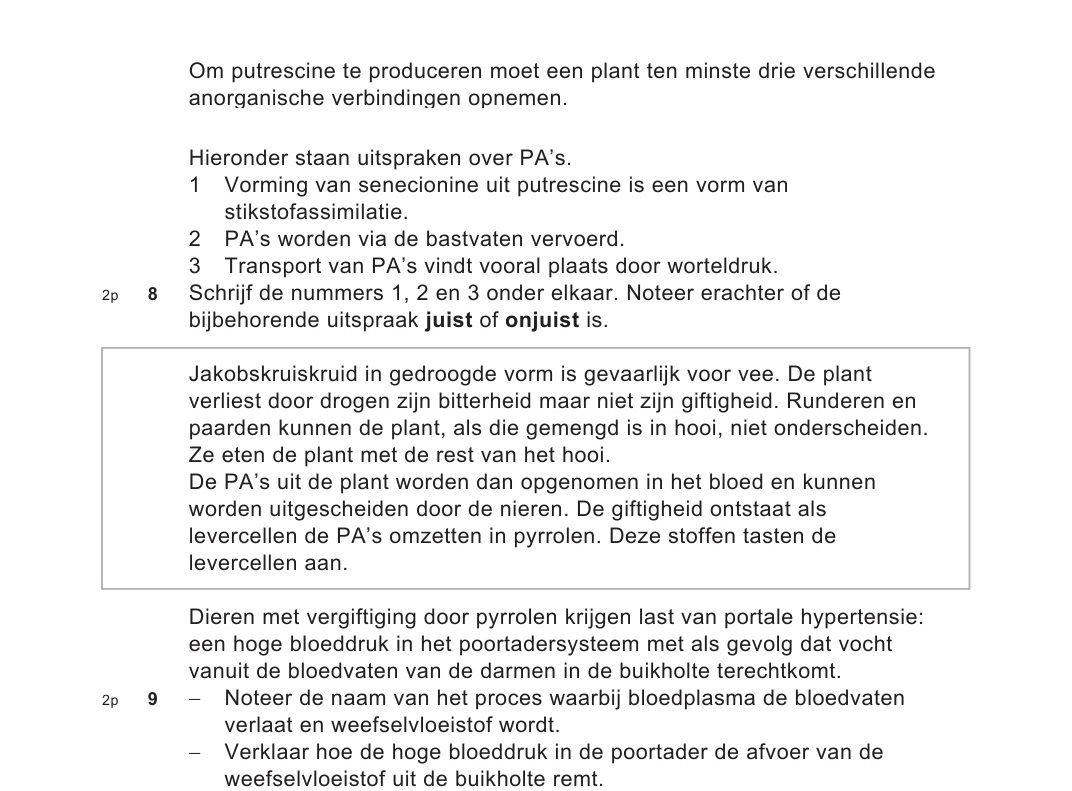 Om putrescine te produceren moet een plant ten minste drie verschillende
anorganische verbindingen opnemen.
Hieronder staan uitspraken over PA's.
1 Vorming van senecionine uit putrescine is een vorm van
stikstofassimilatie.
2 PA's worden via de bastvaten vervoerd.
3 Transport van PA's vindt vooral plaats door worteldruk.
2p 8 Schrijf de nummers 1, 2 en 3 onder elkaar. Noteer erachter of de
bijbehorende uitspraak juist of onjuist is.
Jakobskruiskruid in gedroogde vorm is gevaarlijk voor vee. De plant
verliest door drogen zijn bitterheid maar niet zijn giftigheid. Runderen en
paarden kunnen de plant, als die gemengd is in hooi, niet onderscheiden.
Ze eten de plant met de rest van het hooi.
De PA's uit de plant worden dan opgenomen in het bloed en kunnen
worden uitgescheiden door de nieren. De giftigheid ontstaat als
levercellen de PA's omzetten in pyrrolen. Deze stoffen tasten de
levercellen aan.
Dieren met vergiftiging door pyrrolen krijgen last van portale hypertensie:
een hoge bloeddruk in het poortadersysteem met als gevolg dat vocht
vanuit de bloedvaten van de darmen in de buikholte terechtkomt.
2p 9 – Noteer de naam van het proces waarbij bloedplasma de bloedvaten
verlaat en weefselvloeistof wordt.
– Verklaar hoe de hoge bloeddruk in de poortader de afvoer van de
weefselvloeistof uit de buikholte remt.